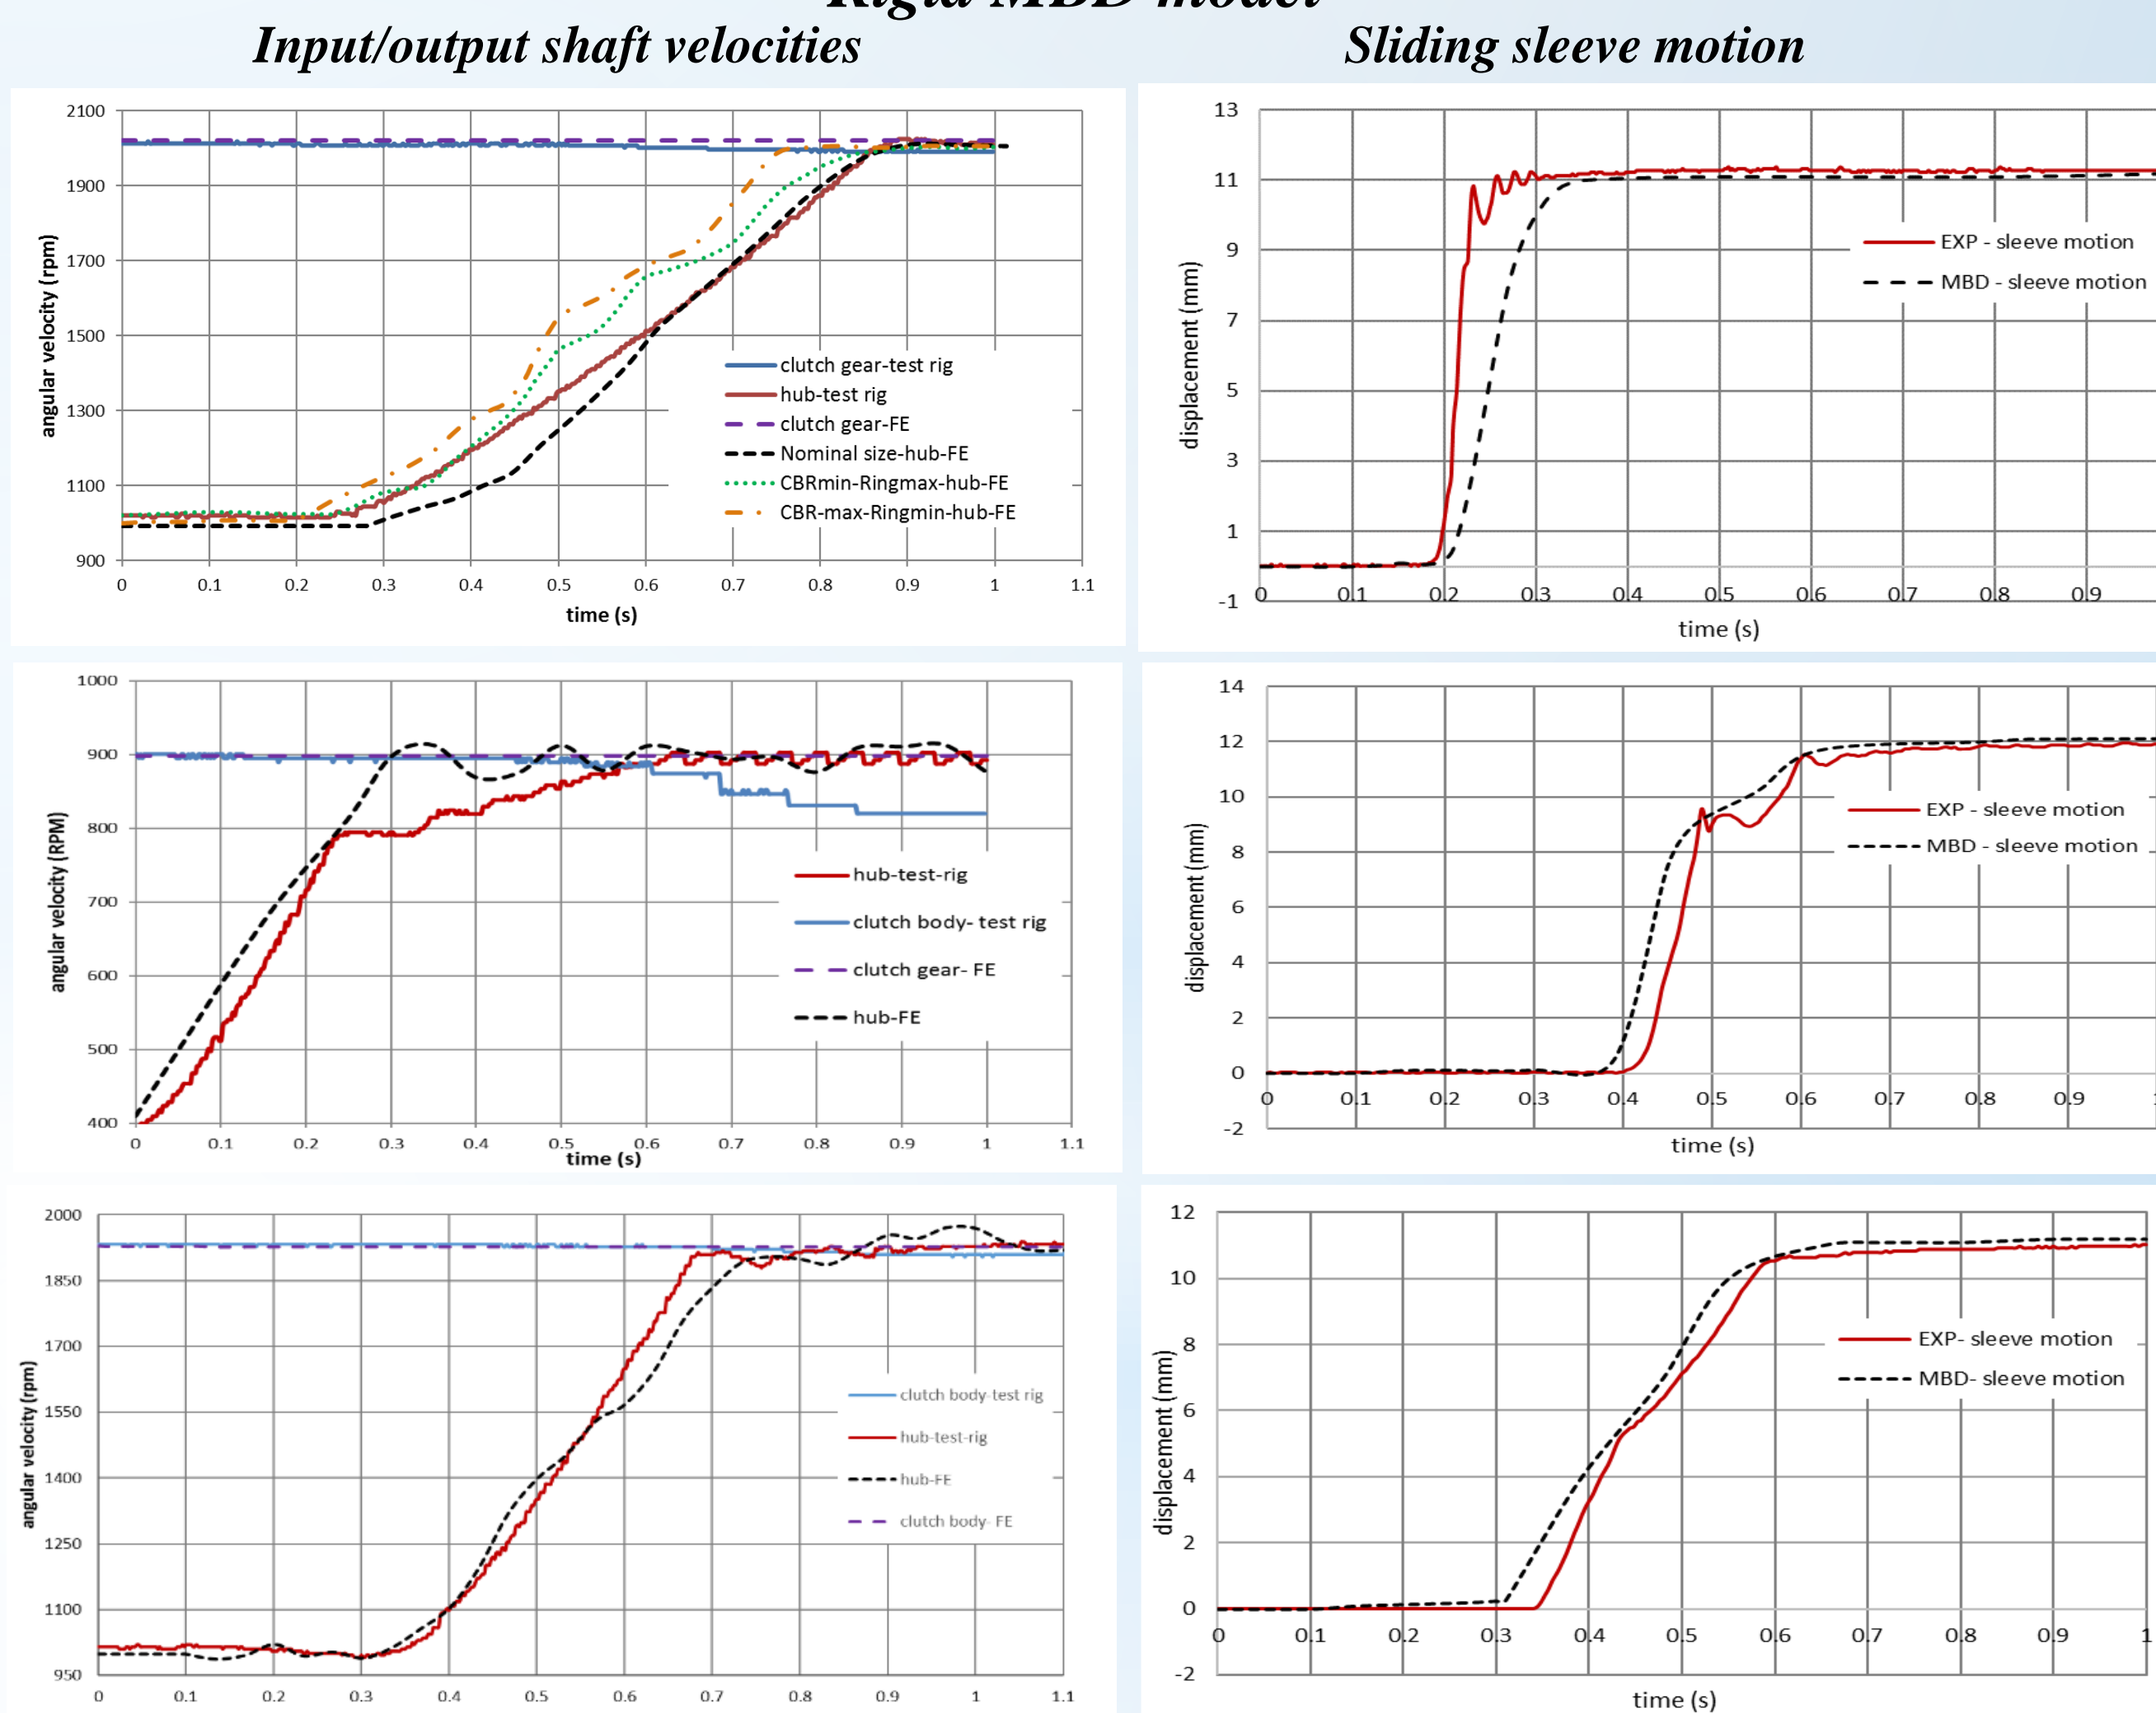 Rigid MBD model
Input/output shaft velocities
Sliding sleeve motion
2100
1900
1700
1500
1300
1100
900
angular velocity (rpm)
clutch gear-test rig
hub-test rig
clutch gear-FE
Nominal size-hub-FE
CBRmin-Ringmax-hub-FE
CBR-max-Ringmin-hub-FE
0 0.1 0.2 0.3 0.4 0.5 0.6 0.7 0.8 0.9 1 1.1
time (s)
13
11
9
7
5
3
1
-1
displacement (mm)
EXP - sleeve motion
MBD - sleeve motion
0 0.1 0.2 0.3 0.4 0.5 0.6 0.7 0.8 0.9
time (s)
1000
900
800
700
600
500
400
angular velocity (RPM)
hub-test-rig
clutch body- test rig
clutch gear- FE
hub-FE
0 0.1 0.2 0.3 0.4 0.5 0.6 0.7 0.8 0.9 1 1.1
time (s)
14
12
10
8
6
4
2
0
-2
displacement (mm)
EXP - sleeve motion
MBD - sleeve motion
0 0.1 0.2 0.3 0.4 0.5 0.6 0.7 0.8 0.9
time (s)
2000
1850
1700
1550
1400
1250
1100
950
angular velocity (rpm)
clutch body-test rig
hub-test-rig
hub-FE
clutch body- FE
0 0.1 0.2 0.3 0.4 0.5 0.6 0.7 0.8 0.9 1 1.1
12
10
8
6
4
2
0
-2
displacement (mm)
EXP- sleeve motion
MBD- sleeve motion
0 0.1 0.2 0.3 0.4 0.5 0.6 0.7 0.8 0.9 1
time (s)